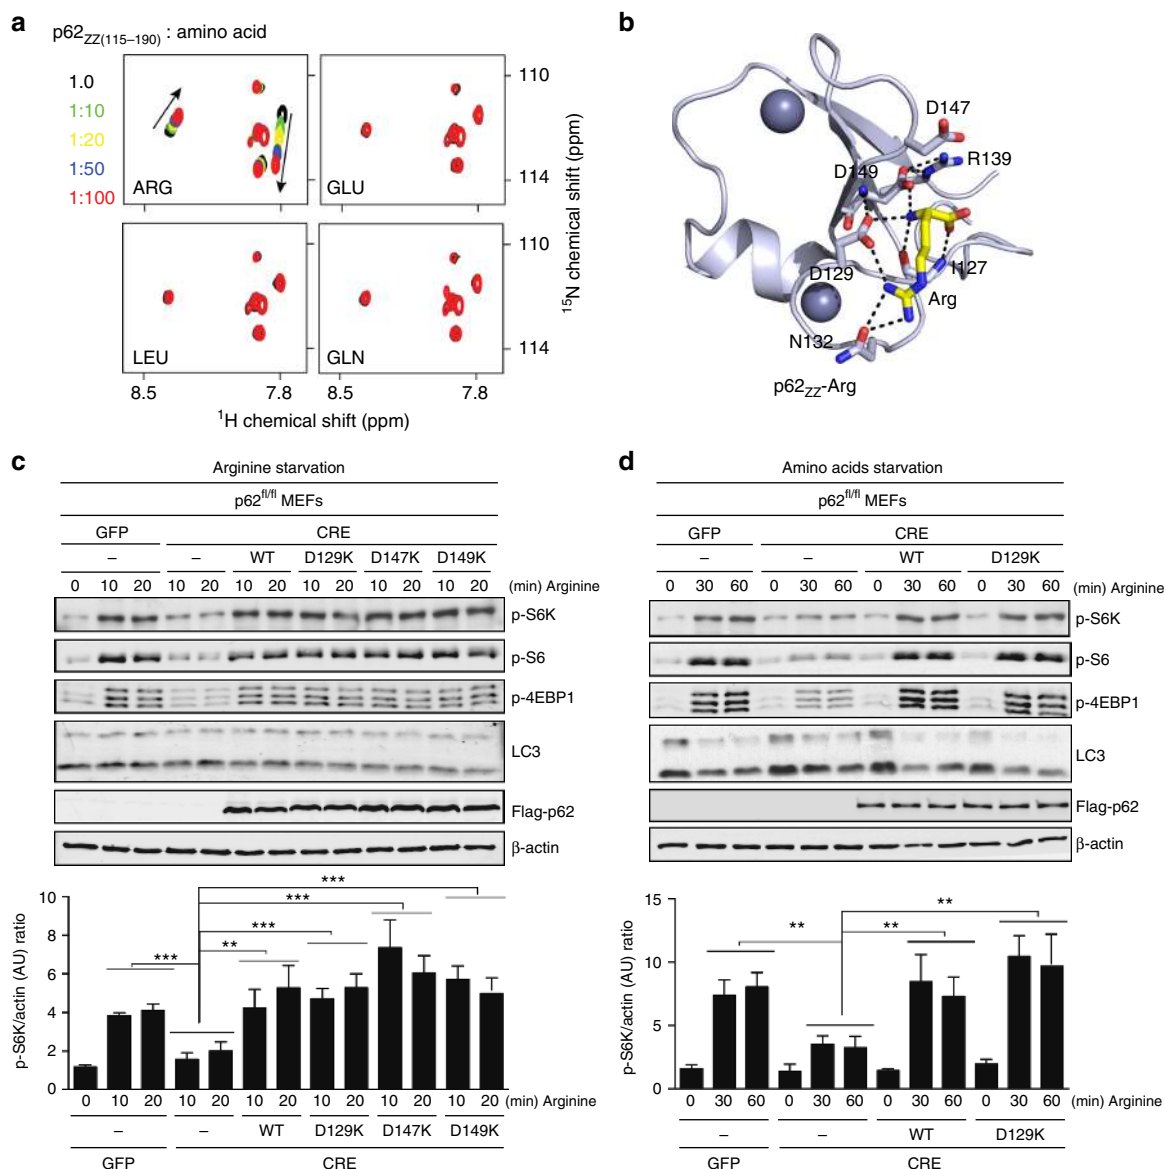 a
p62ZZ(115–190) : amino acid
1.0
1:10
1:20
1:50
1:100
ARG
GLU
110
114
LEU
GLN
110
114
8.5
7.8
8.5
7.8
1H chemical shift (ppm)
15N chemical shift (ppm)
b
D147
R139
D149
D129
I127
Arg
N132
p62ZZ-Arg
c
Arginine starvation
p62fl/fl MEFs
GFP CRE
– – WT D129K D147K D149K
0 10 20 10 20 10 20 10 20 10 20 10 20 (min) Arginine
p-S6K
p-S6
p-4EBP1
LC3
Flag-p62
β-actin
p-S6K/actin (AU) ratio
10
8
6
4
2
0
***
***
***
***
**
0 10 20 10 20 10 20 10 20 10 20 10 20 (min) Arginine
– – WT D129K D147K D149K
GFP CRE
d
Amino acids starvation
p62fl/fl MEFs
GFP CRE
– – WT D129K
0 30 60 0 30 60 0 30 60 0 30 60 (min) Arginine
p-S6K
p-S6
p-4EBP1
LC3
Flag-p62
β-actin
p-S6K/actin (AU) ratio
15
10
5
0
**
**
**
0 30 60 0 30 60 0 30 60 0 30 60 (min) Arginine
– – WT D129K
GFP CRE